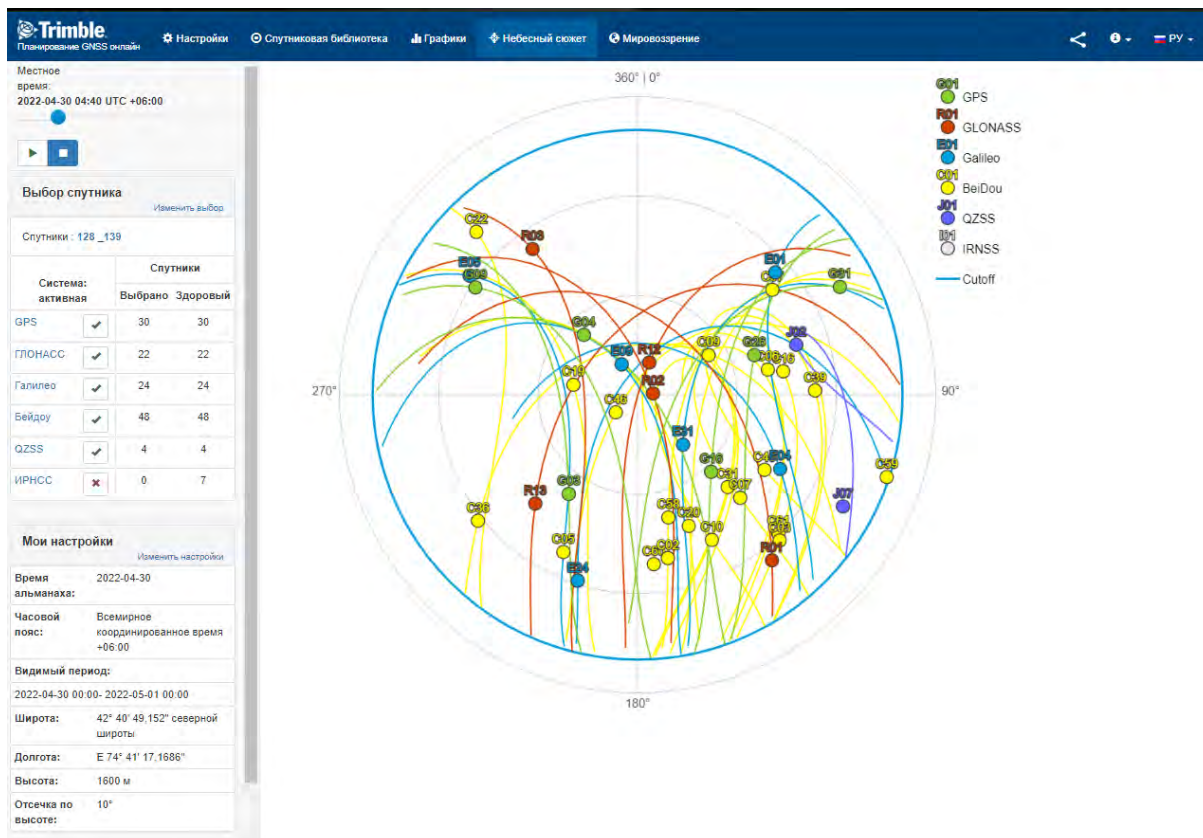 Trimble.
Планирование GNSS онлайн
Настройки
Спутниковая библиотека
Графики
Небесный сюжет
Мировоззрение
РУ
Местное
время:
2022-04-30 04:40 UTC +06:00
Выбор спутника
Изменить выбор
Спутники : 128 _139
Система:
активная
Спутники
Выбрано Здоровый
GPS 30 30
ГЛОНАСС 22 22
Галилео 24 24
Бейдоу 48 48
QZSS 4 4
ИРНСС 0 7
Мои настройки
Изменить настройки
Время
альманаха:
2022-04-30
Часовой
пояс:
Всемирное
координированное время
+06:00
Видимый период:
2022-04-30 00:00- 2022-05-01 00:00
Широта:
42° 40' 49,152" северной
широты
Долгота:
E 74° 41' 17,1686"
Высота:
1600 м
Отсечка по
высоте:
10°
360° | 0°
270°
90°
180°
C22
R03
E05
G09
G04
E09
R12
R02
C19
C46
C09
G26
J02
E01
G31
C16
C39
E31
G16
C31
G07
E04
C59
J07
C36
R13
G03
C05
E24
C58
C20
G10
C02
R01
G01
GPS
R01
GLONASS
E01
Galileo
C01
BeiDou
J01
QZSS
I01
IRNSS
Cutoff